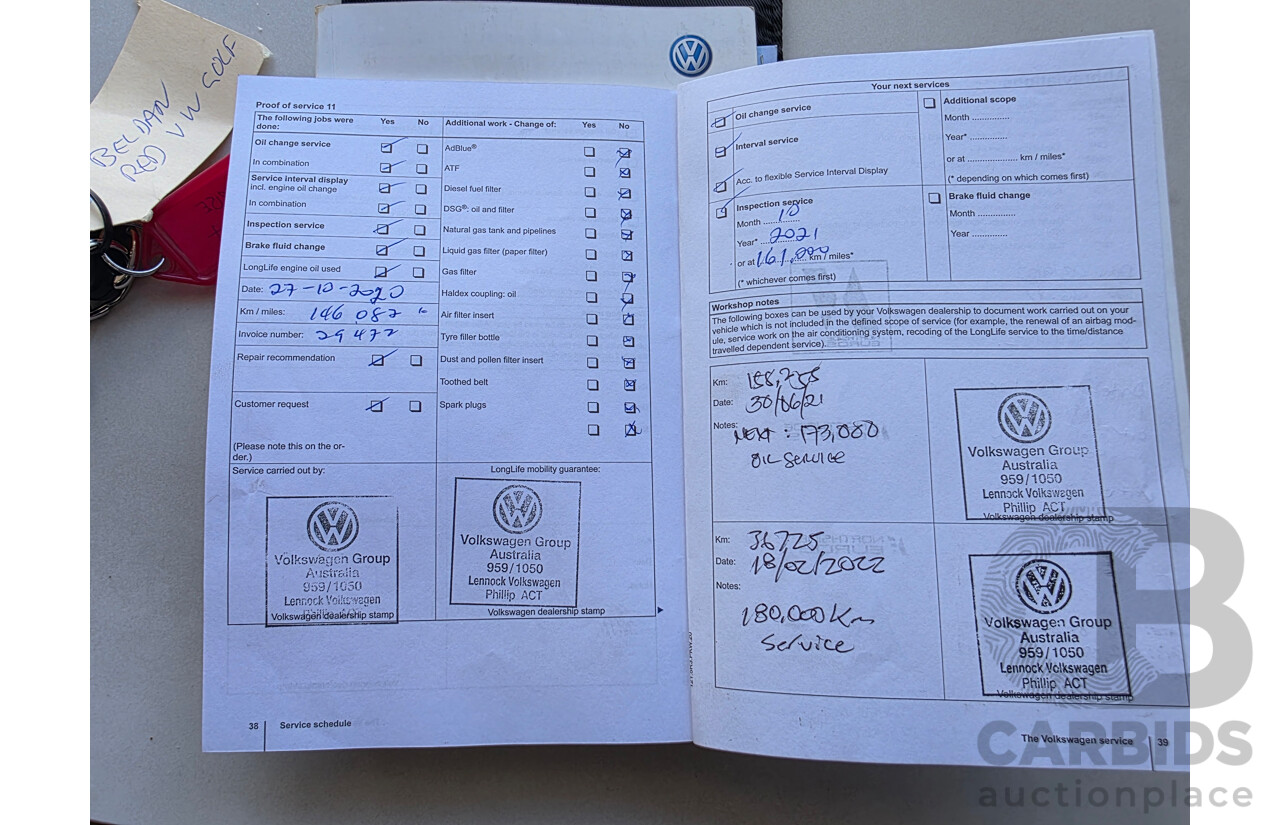 BELDAN
RED VW GOLF
Proof of service 11
The following jobs were done: Yes No
Oil change service
In combination
Service interval display
incl. engine oil change
In combination
Inspection service
Brake fluid change
LongLife engine oil used
Date: 27-10-2020
Km / miles: 146 087
Invoice number: 29477
Repair recommendation
Customer request
(Please note this on the or-
der.)
Additional work - Change of: Yes No
AdBlue®
ATF
Diesel fuel filter
DSG®: oil and filter
Natural gas tank and pipelines
Liquid gas filter (paper filter)
Gas filter
Haldex coupling: oil
Air filter insert
Tyre filler bottle
Dust and pollen filter insert
Toothed belt
Spark plugs
Service carried out by:
Volkswagen Group
Australia
959/1050
Lennock Volkswagen
Phillip ACT
Volkswagen dealership stamp
LongLife mobility guarantee:
Volkswagen Group
Australia
959/1050
Lennock Volkswagen
Phillip ACT
Volkswagen dealership stamp
38 Service schedule
Your next services
Oil change service
Interval service
Acc. to flexible Service Interval Display
Inspection service
Month 10
Year* 2021
or at 161,000 km / miles*
(* whichever comes first)
Additional scope
Month ..............
Year* ..............
or at .................. km / miles*
(* depending on which comes first)
Brake fluid change
Month ..............
Year ..............
Workshop notes
The following boxes can be used by your Volkswagen dealership to document work carried out on your
vehicle which is not included in the defined scope of service (for example, the renewal of an airbag mod-
ule, service work on the air conditioning system, recoding of the LongLife service to the time/distance
travelled dependent service).
Km: 158,755
Date: 30/06/21
Notes: NEXT: 173,000
OIL SERVICE
Volkswagen Group
Australia
959/1050
Lennock Volkswagen
Phillip ACT
Volkswagen dealership stamp
Km: 36725
Date: 18/02/2022
Notes:
180,000 Km
Service
Volkswagen Group
Australia
959/1050
Lennock Volkswagen
Phillip ACT
Volkswagen dealership stamp
The Volkswagen service 39
CARBIDS
auctionplace